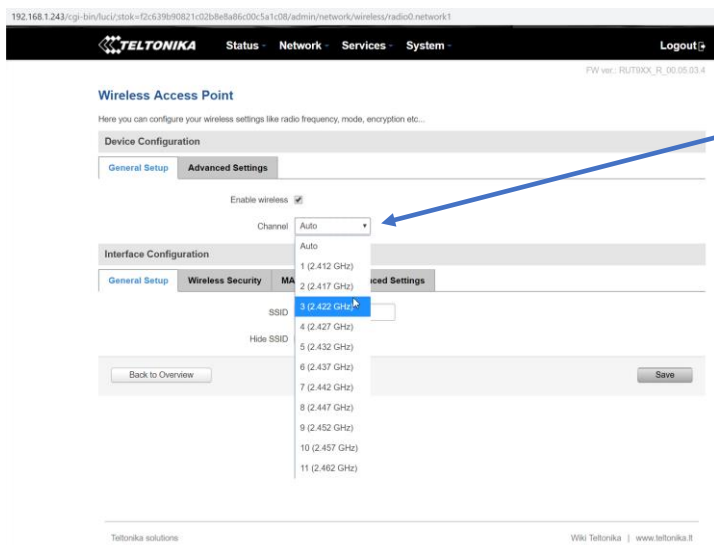 192.168.1.243/cgi-bin/luci/;stok=f2c639b90821c02b8e8a86c00c5a1c08/admin/network/wireless/radio0.network1
TELTONIKA Status Network Services System Logout
FW ver.: RUT9XX_R_00.05.03.4
Wireless Access Point
Here you can configure your wireless settings like radio frequency, mode, encryption etc...
Device Configuration
General Setup Advanced Settings
Enable wireless
Channel Auto
Auto
Interface Configuration
1 (2.412 GHz)
General Setup Wireless Security MA ced Settings
2 (2.417 GHz)
SSID 3 (2.422 GHz)
4 (2.427 GHz)
Hide SSID
5 (2.432 GHz)
6 (2.437 GHz)
Back to Overview Save
7 (2.442 GHz)
8 (2.447 GHz)
9 (2.452 GHz)
10 (2.457 GHz)
11 (2.462 GHz)
Teltonika solutions Wiki Teltonika | www.teltonika.lt